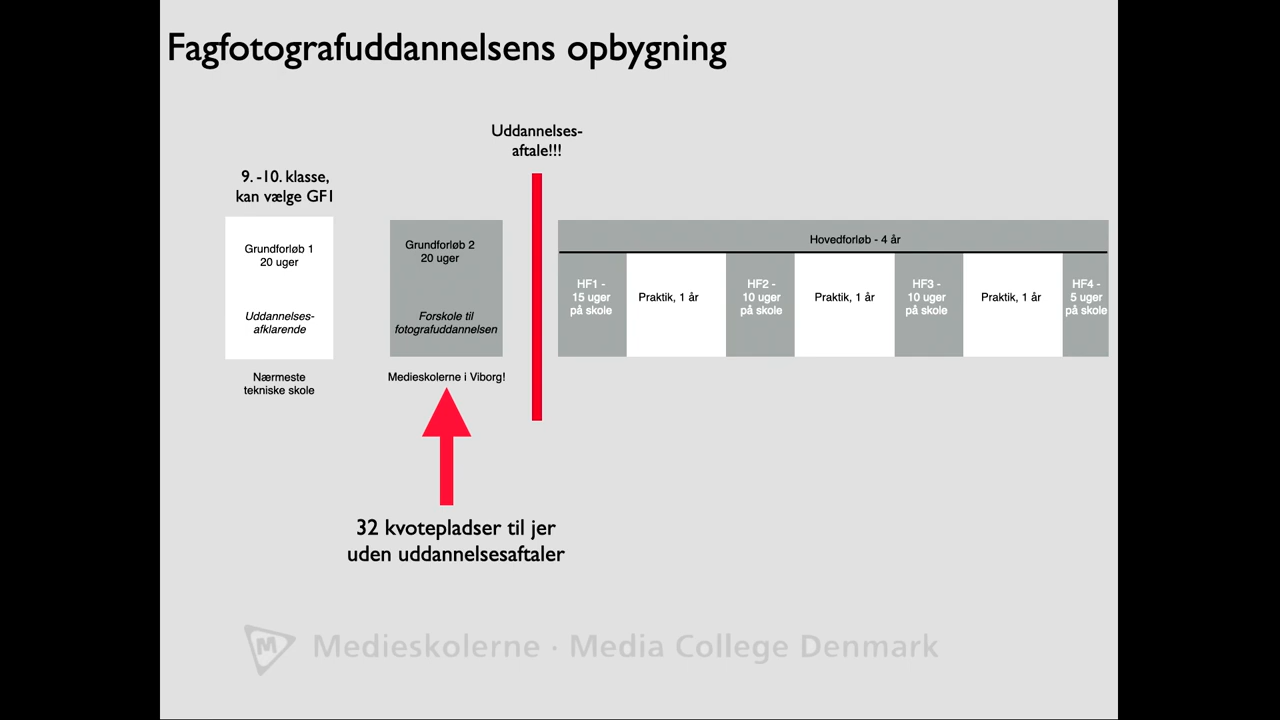 Fagfotografuddannelsens opbygning
Uddannelses-
aftale!!!
9. -10. klasse,
kan vælge GF1
Grundforløb 1
20 uger
Uddannelses-
afklarende
Nærmeste
tekniske skole
Grundforløb 2
20 uger
Forskole til
fotografuddannelsen
Medieskolerne i Viborg!
Hovedforløb - 4 år
HF1 -
15 uger
på skole
Praktik, 1 år
HF2 -
10 uger
på skole
Praktik, 1 år
HF3 -
10 uger
på skole
Praktik, 1 år
HF4 -
5 uger
på skole
32 kvotepladser til jer
uden uddannelsesaftaler
M Medieskolerne · Media College Denmark